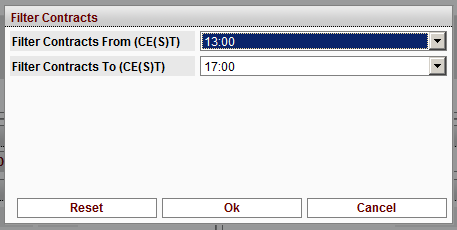 Filter Contracts
Filter Contracts From (CE(S)T) 13:00
Filter Contracts To (CE(S)T) 17:00
Reset Ok Cancel